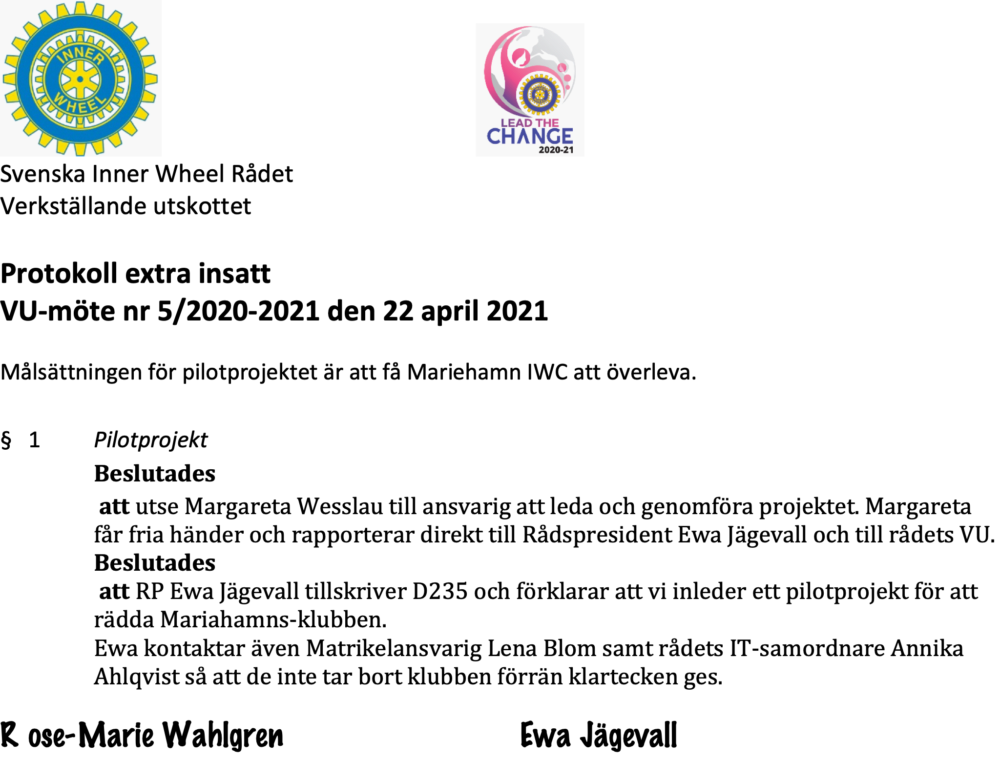 INNER
WHEEL
LEAD THE
CHANGE
2020-21
Svenska Inner Wheel Rådet
Verkställande utskottet
Protokoll extra insatt
VU-möte nr 5/2020-2021 den 22 april 2021
Målsättningen för pilotprojektet är att få Mariehamn IWC att överleva.
§ 1 Pilotprojekt
Beslutades
att utse Margareta Wesslau till ansvarig att leda och genomföra projektet. Margareta
får fria händer och rapporterar direkt till Rådspresident Ewa Jägevall och till rådets VU.
Beslutades
att RP Ewa Jägevall tillskriver D235 och förklarar att vi inleder ett pilotprojekt för att
rädda Mariahamns-klubben.
Ewa kontaktar även Matrikelansvarig Lena Blom samt rådets IT-samordnare Annika
Ahlqvist så att de inte tar bort klubben förrän klartecken ges.
R ose-Marie Wahlgren Ewa Jägevall